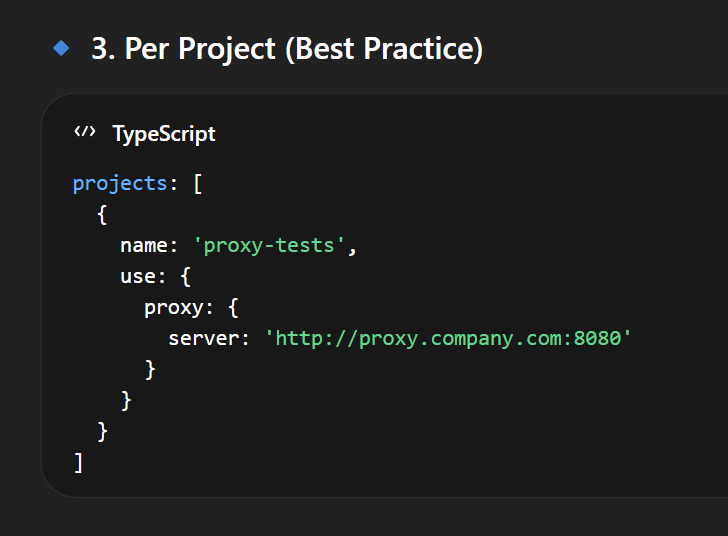 3. Per Project (Best Practice)
</> TypeScript
projects: [
  {
    name: 'proxy-tests',
    use: {
      proxy: {
        server: 'http://proxy.company.com:8080'
      }
    }
  }
]